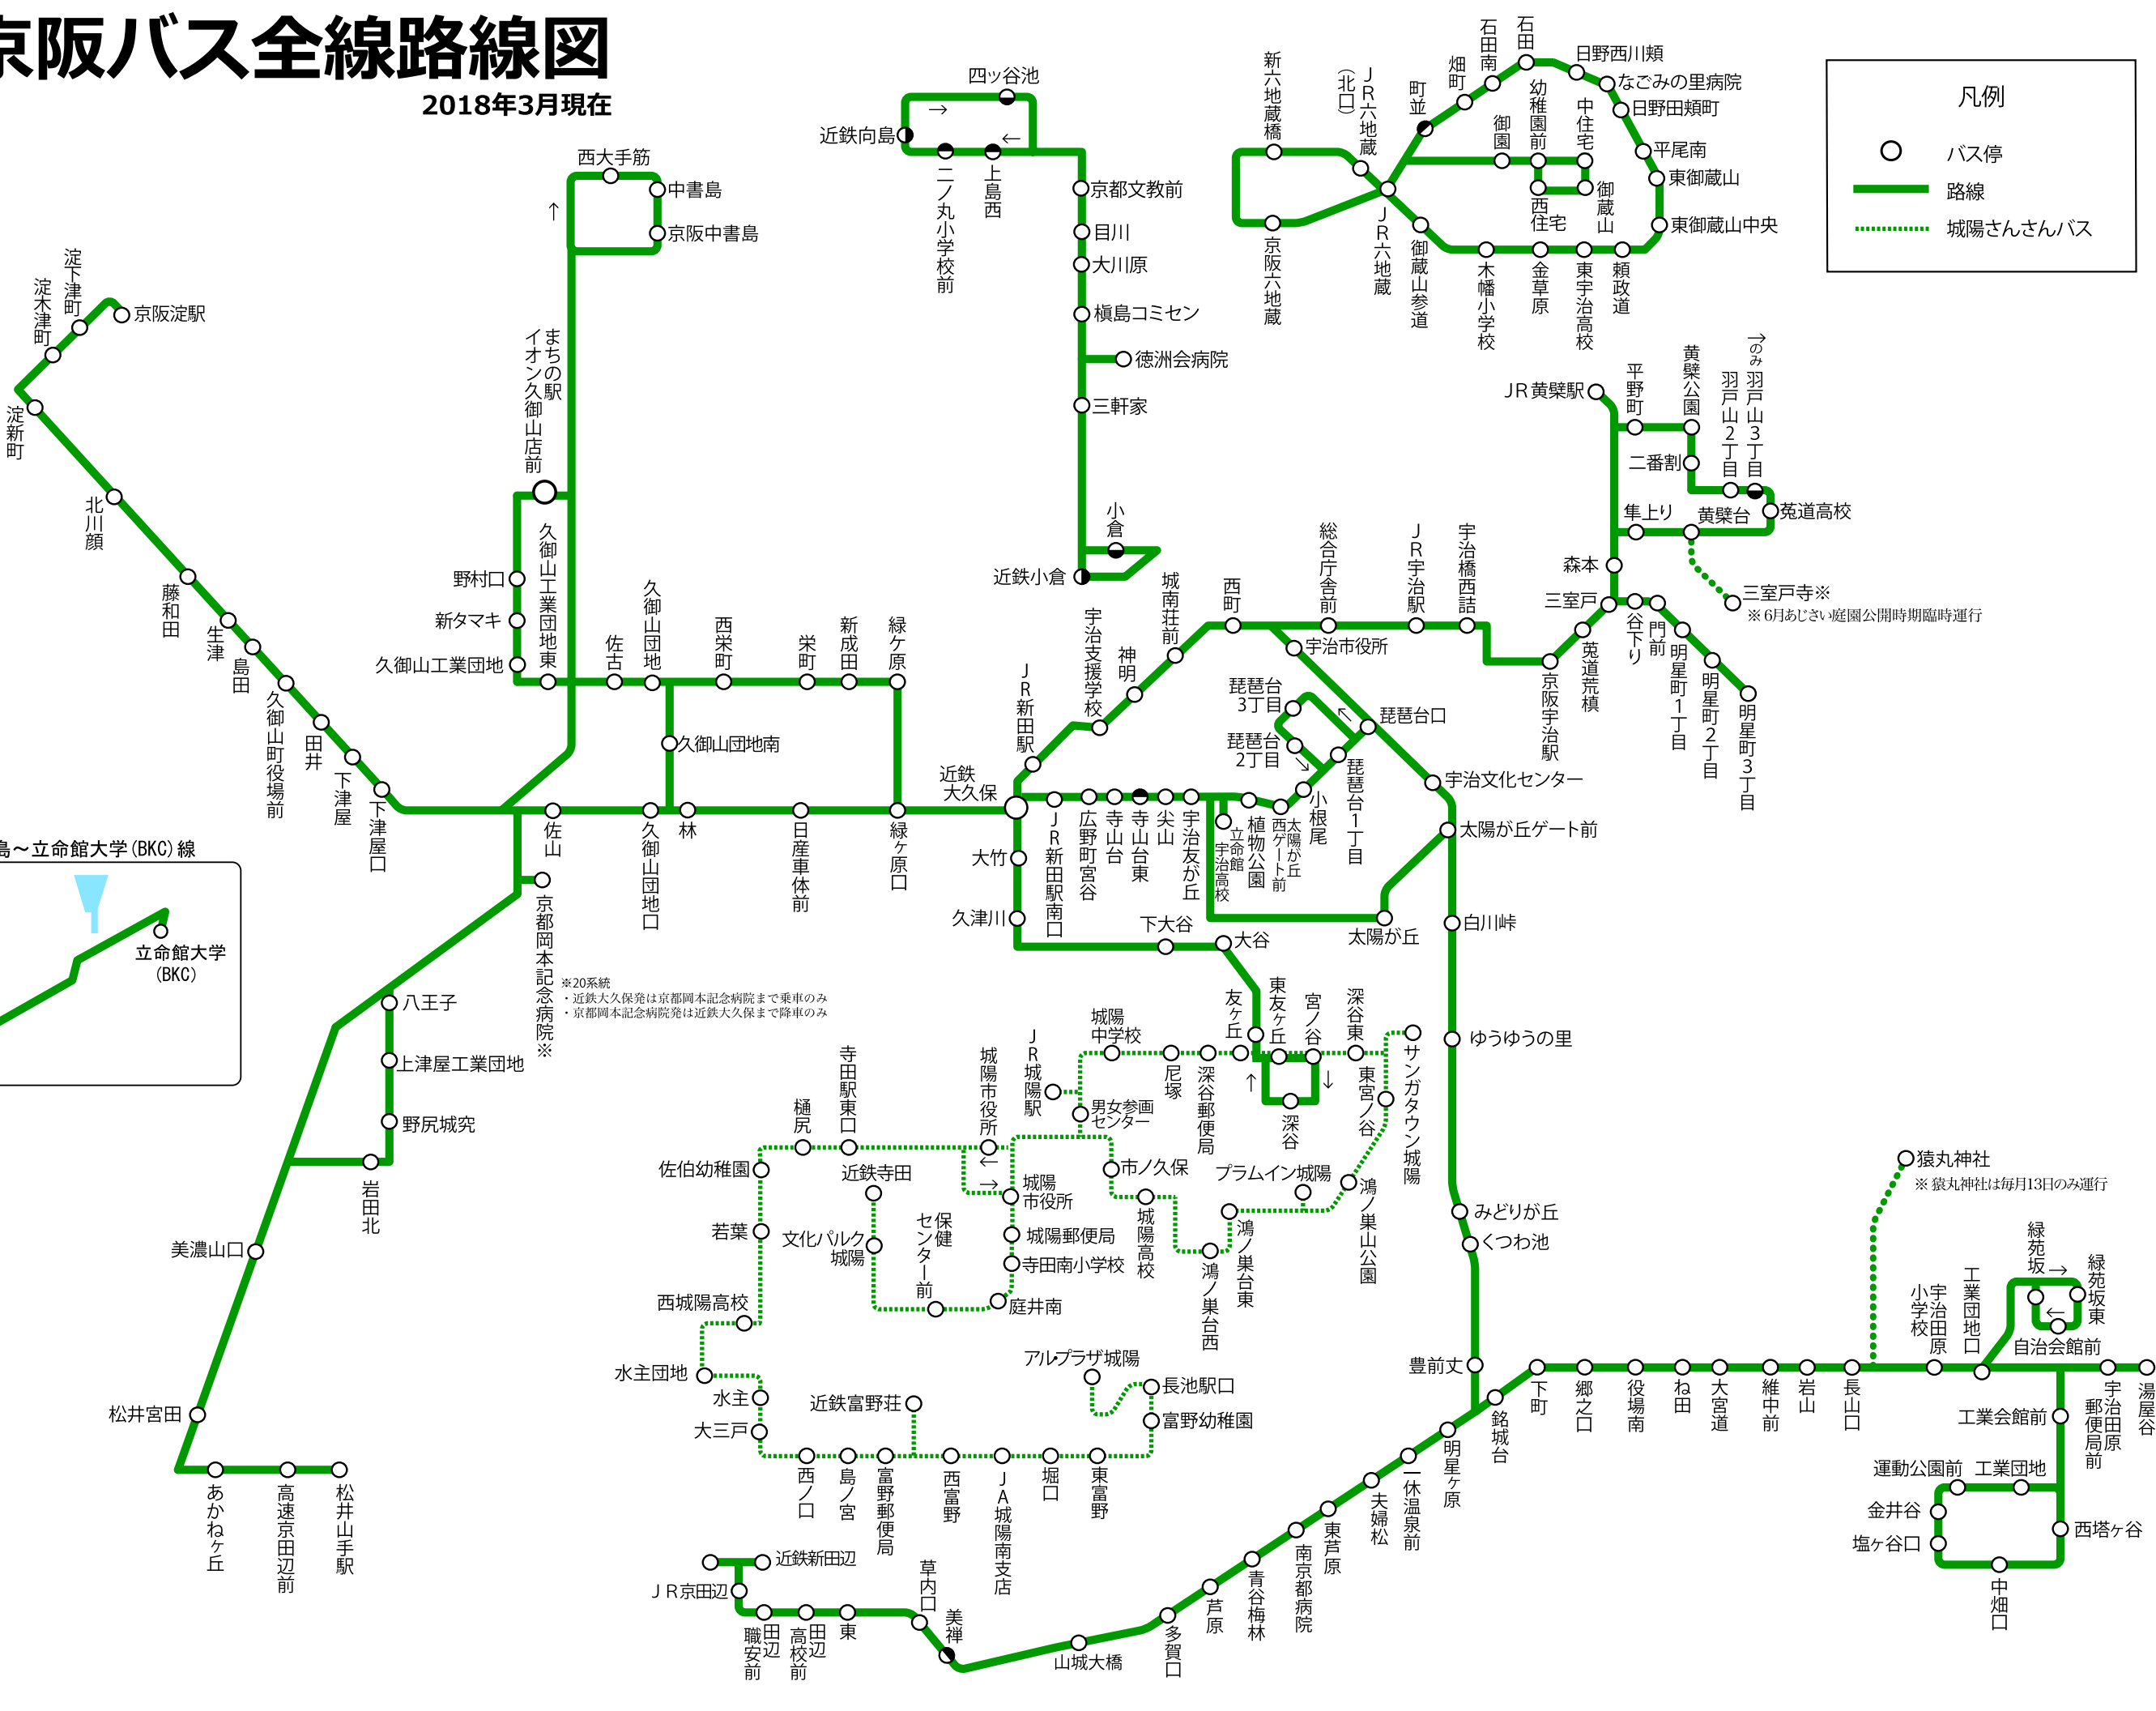 京阪バス全線路線図
2018年3月現在
凡例
バス停
路線
城陽さんさんバス
四ッ谷池
近鉄向島
二ノ丸小学校前
上島西
京都文教前
目川
大川原
槇島コミセン
徳洲会病院
三軒家
小倉
近鉄小倉
西大手筋
中書島
京阪中書島
淀下津町
淀木津町
京阪淀駅
淀新町
北川顔
藤和田
生津
島田
久御山町役場前
田井
下津屋
下津屋口
イオン久御山店前
まちの駅
野村口
新タマキ
久御山工業団地
久御山工業団地東
佐古
久御山団地
西栄町
栄町
新成田
緑ケ原
久御山団地南
佐山
久御山団地口
林
日産車体前
緑ヶ原口
京都岡本記念病院※
※20系統
・近鉄大久保発は京都岡本記念病院まで乗車のみ
・京都岡本記念病院発は近鉄大久保まで降車のみ
島～立命館大学(BKC)線
立命館大学
(BKC)
八王子
上津屋工業団地
野尻城究
岩田北
美濃山口
松井宮田
あかねヶ丘
高速京田辺前
松井山手駅
新六地蔵橋
JR六地蔵
(北口)
町並
畑町
石田南
石田
日野西川頬
なごみの里病院
日野田頬町
平尾南
東御蔵山
東御蔵山中央
御園
幼稚園前
中住宅
西住宅
御蔵山
京阪六地蔵
JR六地蔵
御蔵山参道
木幡小学校
金草原
東宇治高校
頼政道
JR黄檗駅
平野町
黄檗公園
二番割
羽戸山2丁目
→のみ
羽戸山3丁目
隼上り
黄檗台
莵道高校
森本
三室戸
三室戸寺※
※ 6月あじさい庭園公開時期臨時運行
谷下り
門前
明星町1丁目
明星町2丁目
明星町3丁目
莵道荒槙
京阪宇治駅
宇治橋西詰
JR宇治駅
総合庁舎前
西町
城南荘前
神明
宇治支援学校
JR新田駅
近鉄
大久保
宇治市役所
琵琶台
3丁目
琵琶台
2丁目
琵琶台口
琵琶台1丁目
小根尾
太陽が丘
西ゲート前
植物公園
立命館
宇治高校
宇治友が丘
尖山
寺山台東
寺山台
広野町宮谷
JR新田駅南口
宇治文化センター
太陽が丘ゲート前
太陽が丘
白川峠
ゆうゆうの里
みどりが丘
くつわ池
豊前丈
大竹
久津川
下大谷
大谷
友ヶ丘
東友ヶ丘
宮ノ谷
深谷東
深谷
サンガタウン城陽
東宮ノ谷
城陽
中学校
JR城陽駅
男女参画
センター
尼塚
深谷郵便局
寺田駅東口
樋尻
城陽市役所
城陽
市役所
佐伯幼稚園
若葉
近鉄寺田
文化パルク
城陽
保健
センター前
城陽郵便局
寺田南小学校
庭井南
市ノ久保
城陽高校
プラムイン城陽
鴻ノ巣台東
鴻ノ巣台西
鴻ノ巣山公園
西城陽高校
水主団地
水主
大三戸
西ノ口
島ノ宮
富野郵便局
近鉄富野荘
西富野
JA城陽南支店
堀口
東富野
アル・プラザ城陽
長池駅口
富野幼稚園
近鉄新田辺
JR京田辺
田辺
職安前
田辺
高校前
東
草内口
美禅
山城大橋
多賀口
芦原
青谷梅林
南京都病院
東芦原
夫婦松
一休温泉前
明星ヶ原
銘城台
下町
郷之口
役場南
ね田
大宮道
維中前
岩山
長山口
猿丸神社
※ 猿丸神社は毎月13日のみ運行
宇治田原
小学校
工業団地口
緑苑坂
緑苑坂東
自治会館前
宇治田原
郵便局前
湯屋谷
工業会館前
運動公園前
工業団地
金井谷
塩ヶ谷口
西塔ヶ谷
中畑口